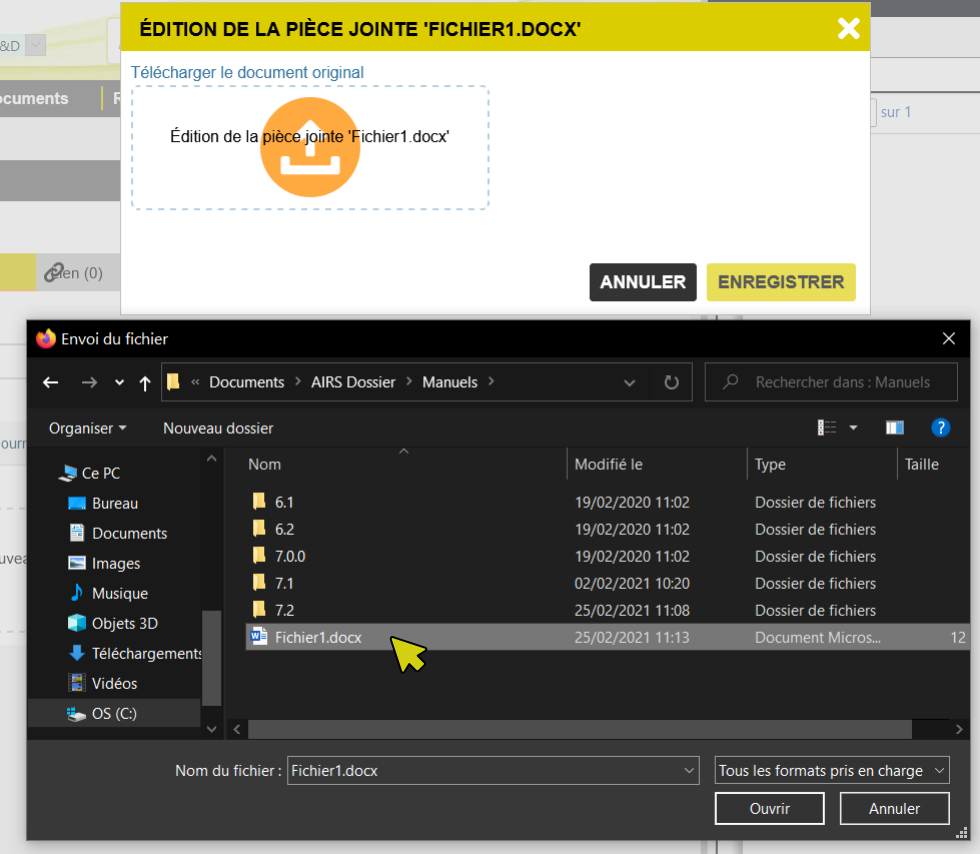 ÉDITION DE LA PIÈCE JOINTE 'FICHIER1.DOCX'
&D
Télécharger le document original
Édition de la pièce jointe 'Fichier1.docx'
sur 1
(0)
ANNULER
ENREGISTRER
Envoi du fichier
« Documents > AIRS Dossier > Manuels >
Rechercher dans : Manuels
Organiser
Nouveau dossier
?
Ce PC
Bureau
Documents
Images
Musique
Objets 3D
Téléchargements
Vidéos
OS (C:)
Nom Modifié le Type Taille
6.1 19/02/2020 11:02 Dossier de fichiers
6.2 19/02/2020 11:02 Dossier de fichiers
7.0.0 19/02/2020 11:02 Dossier de fichiers
7.1 02/02/2021 10:20 Dossier de fichiers
7.2 25/02/2021 11:08 Dossier de fichiers
Fichier1.docx 25/02/2021 11:13 Document Micros... 12
Nom du fichier : Fichier1.docx
Tous les formats pris en charge
Ouvrir
Annuler